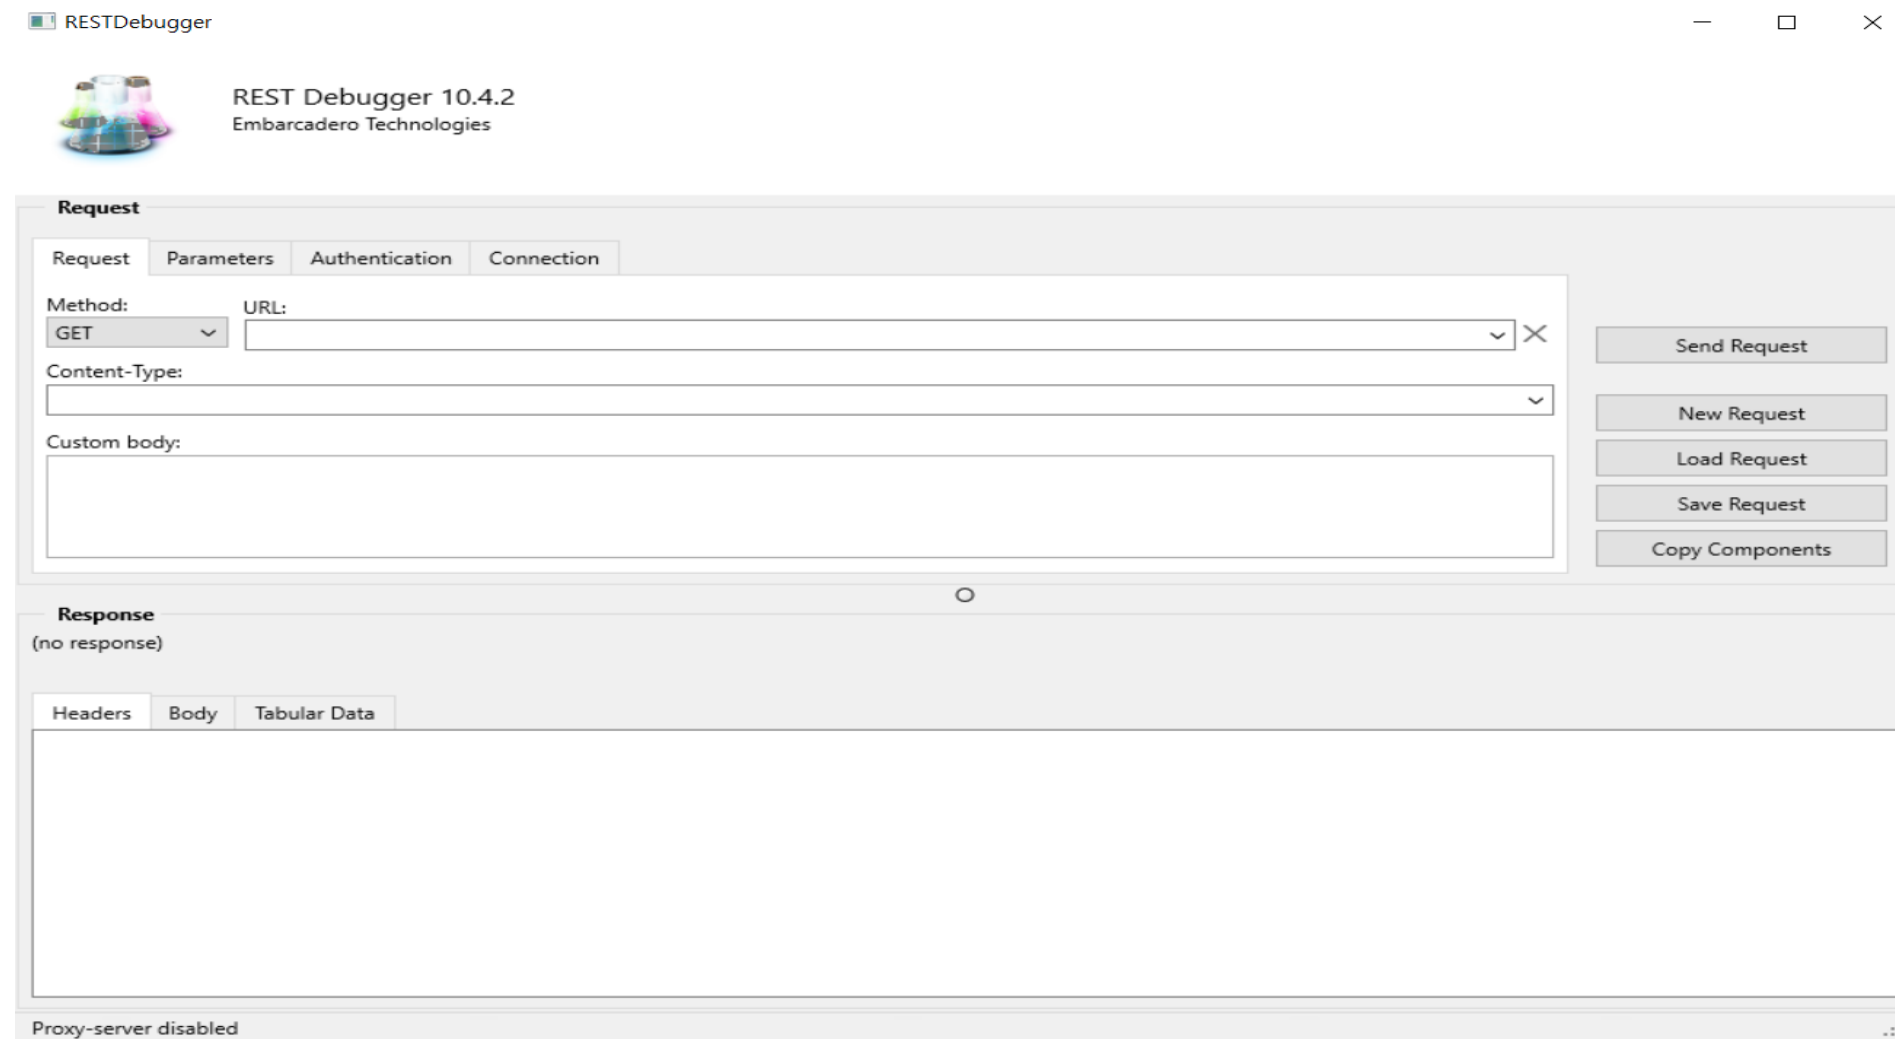 RESTDebugger
REST Debugger 10.4.2
Embarcadero Technologies
Request
Request Parameters Authentication Connection
Method: URL:
GET
Send Request
Content-Type:
New Request
Custom body:
Load Request
Save Request
Copy Components
Response
(no response)
Headers Body Tabular Data
Proxy-server disabled